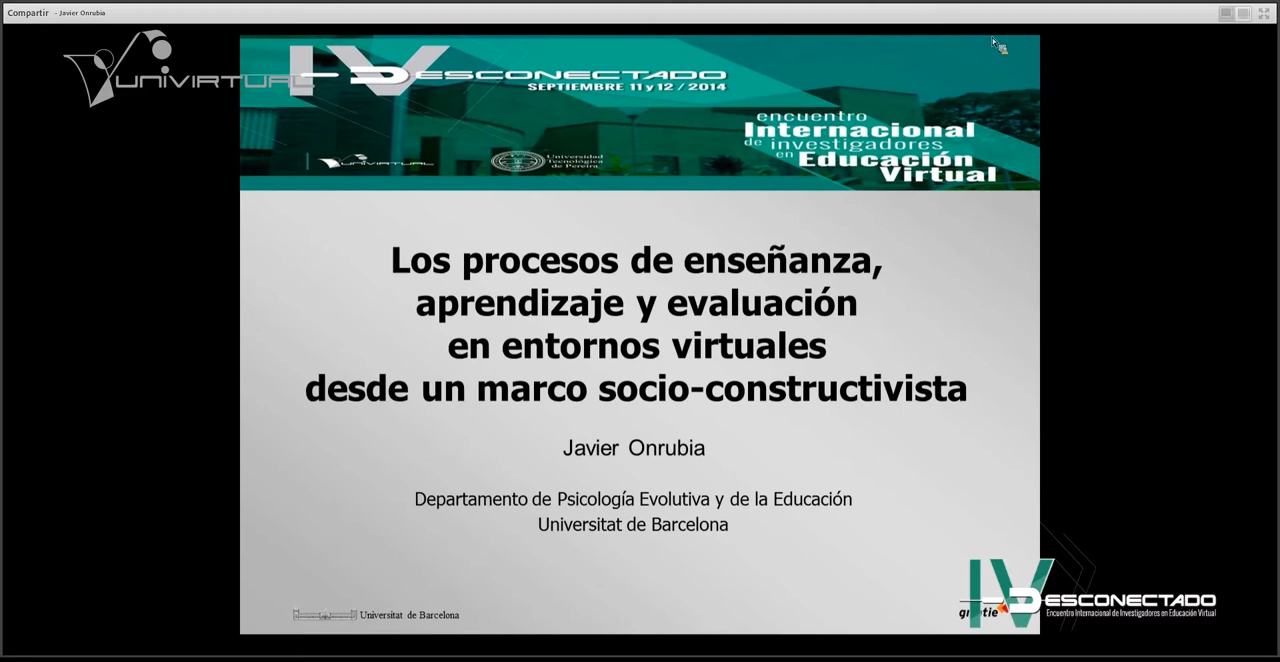 Compartir - Javier Onrubia
UNIVIRTUAL
IV DESCONECTADO
SEPTIEMBRE 11 y 12 / 2014
encuentro
Internacional
de investigadores
en Educación
Virtual
UNIVIRTUAL
Universidad
Tecnológica
de Pereira
Los procesos de enseñanza,
aprendizaje y evaluación
en entornos virtuales
desde un marco socio-constructivista
Javier Onrubia
Departamento de Psicología Evolutiva y de la Educación
Universitat de Barcelona
Universitat de Barcelona
IV DESCONECTADO
Encuentro Internacional de Investigadores en Educación Virtual